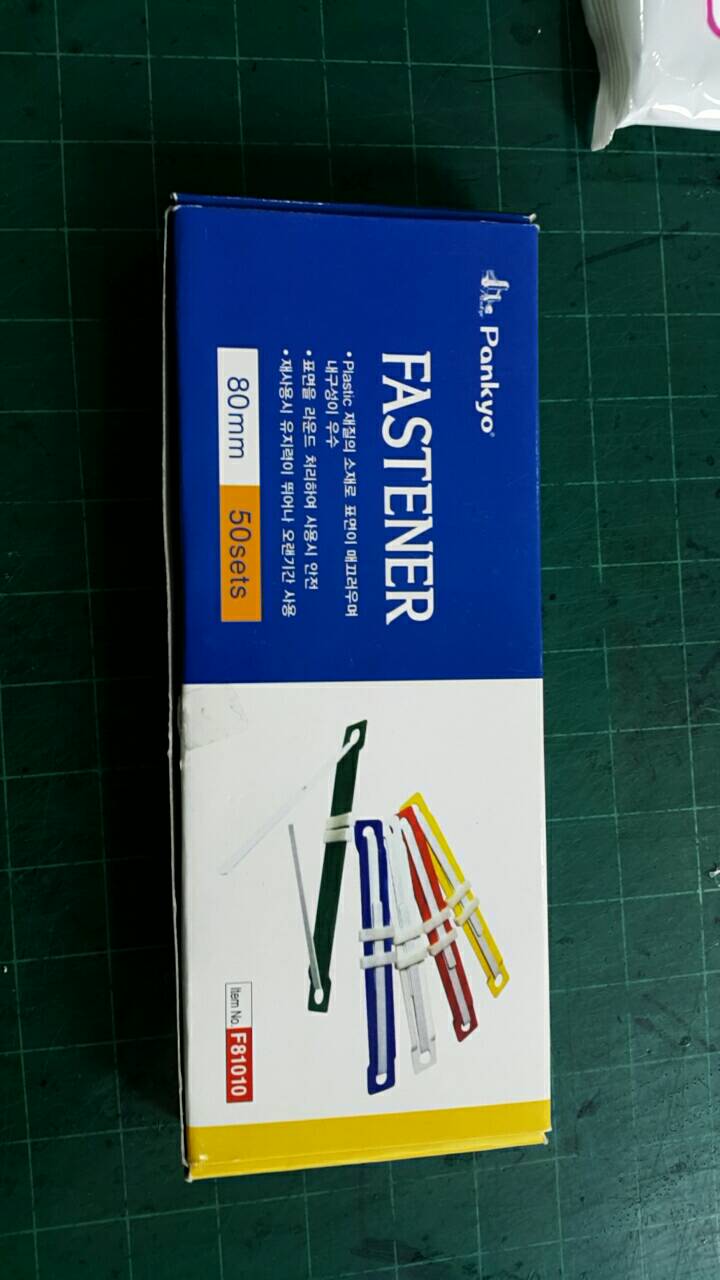 Pankyo
FASTENER
• Plastic 재질의 소재로 표면이 매끄러우며
내구성이 우수
• 표면을 라운드 처리하여 사용시 안전
• 재사용시 유지력이 뛰어나 오랜기간 사용
80mm 50sets
Item No. F81010